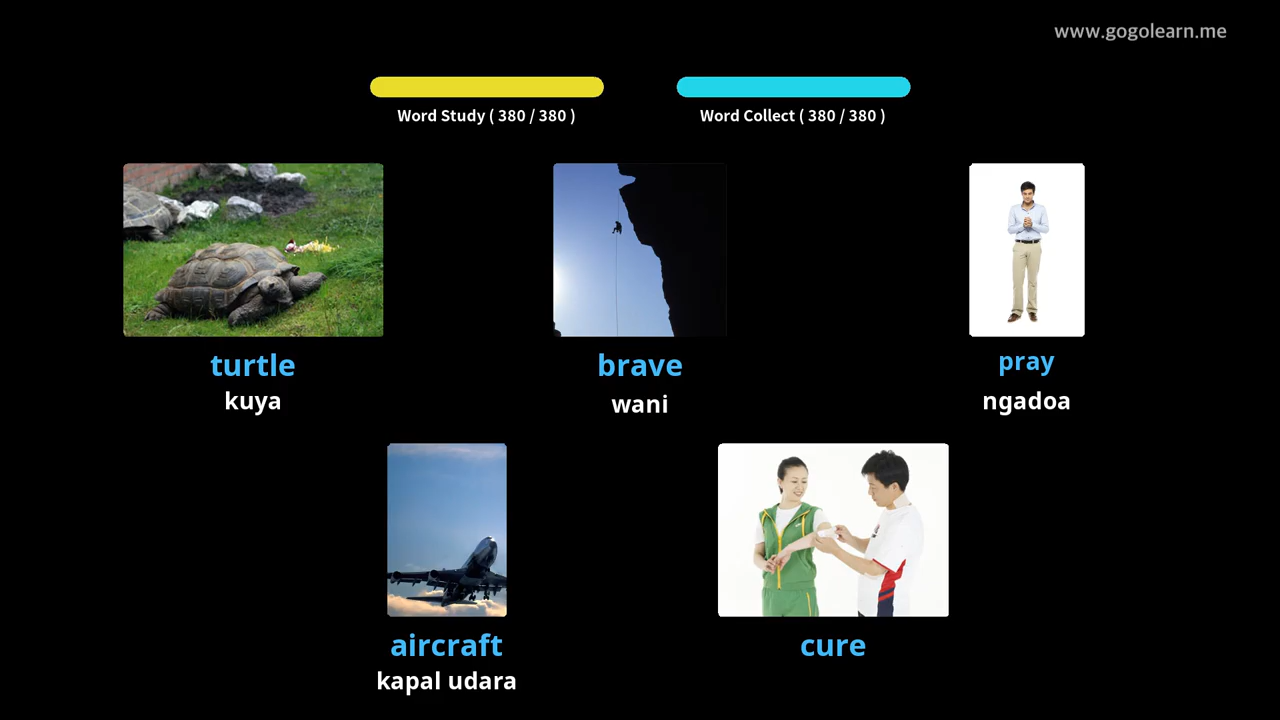 www.gogolearn.me
Word Study ( 380 / 380 )
Word Collect ( 380 / 380 )
turtle
kuya
brave
wani
pray
ngadoa
aircraft
kapal udara
cure